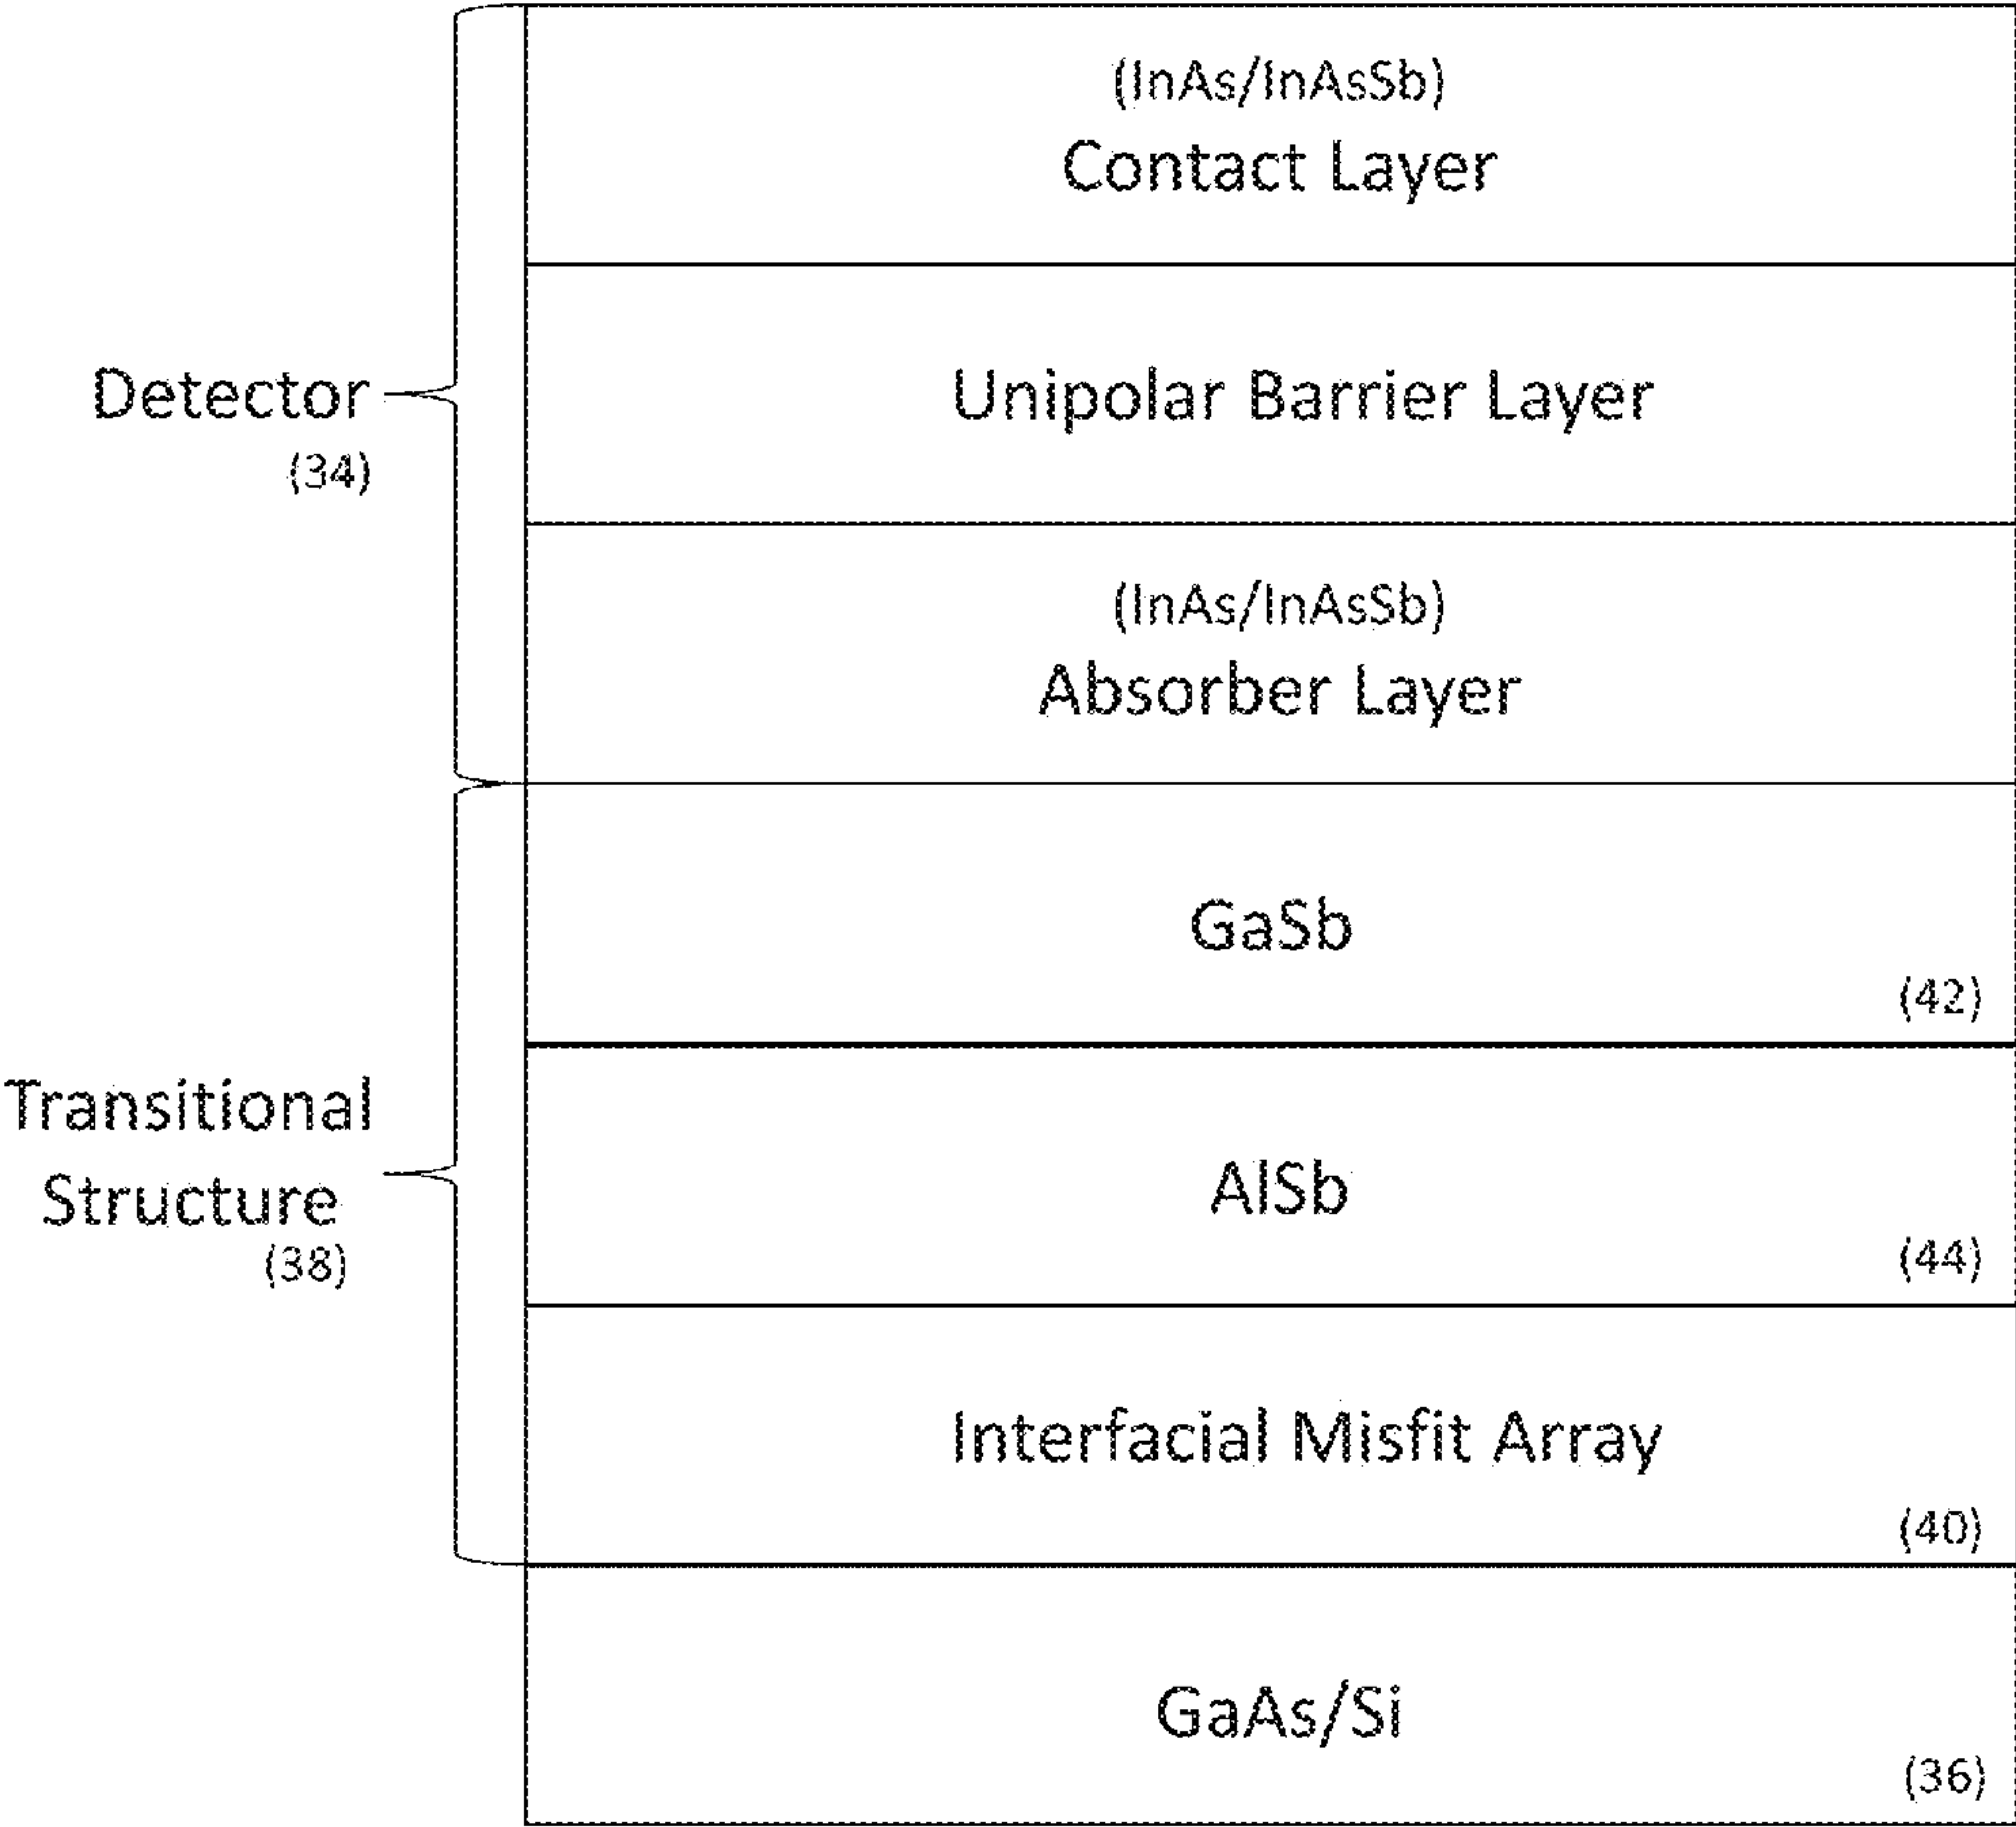 (InAs/InAsSb)
Contact Layer
Unipolar Barrier Layer
Detector
(34)
(InAs/InAsSb)
Absorber Layer
GaSb
(42)
Transitional
Structure
(38)
AlSb
(44)
Interfacial Misfit Array
(40)
GaAs/Si
(36)